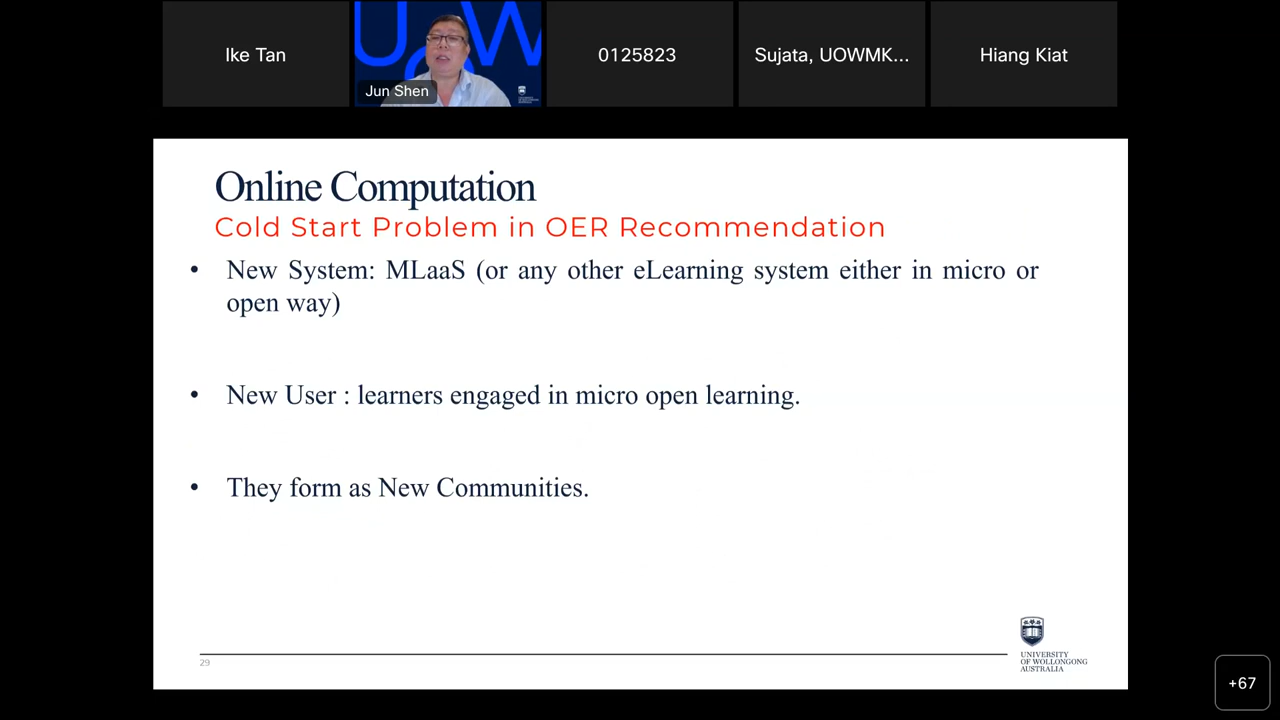 Ike Tan
Jun Shen
0125823
Sujata, UOWMK...
Hiang Kiat
UOW
Online Computation
Cold Start Problem in OER Recommendation
• New System: MLaaS (or any other eLearning system either in micro or
open way)
• New User : learners engaged in micro open learning.
• They form as New Communities.
29
UNIVERSITY
OF WOLLONGONG
AUSTRALIA
+67